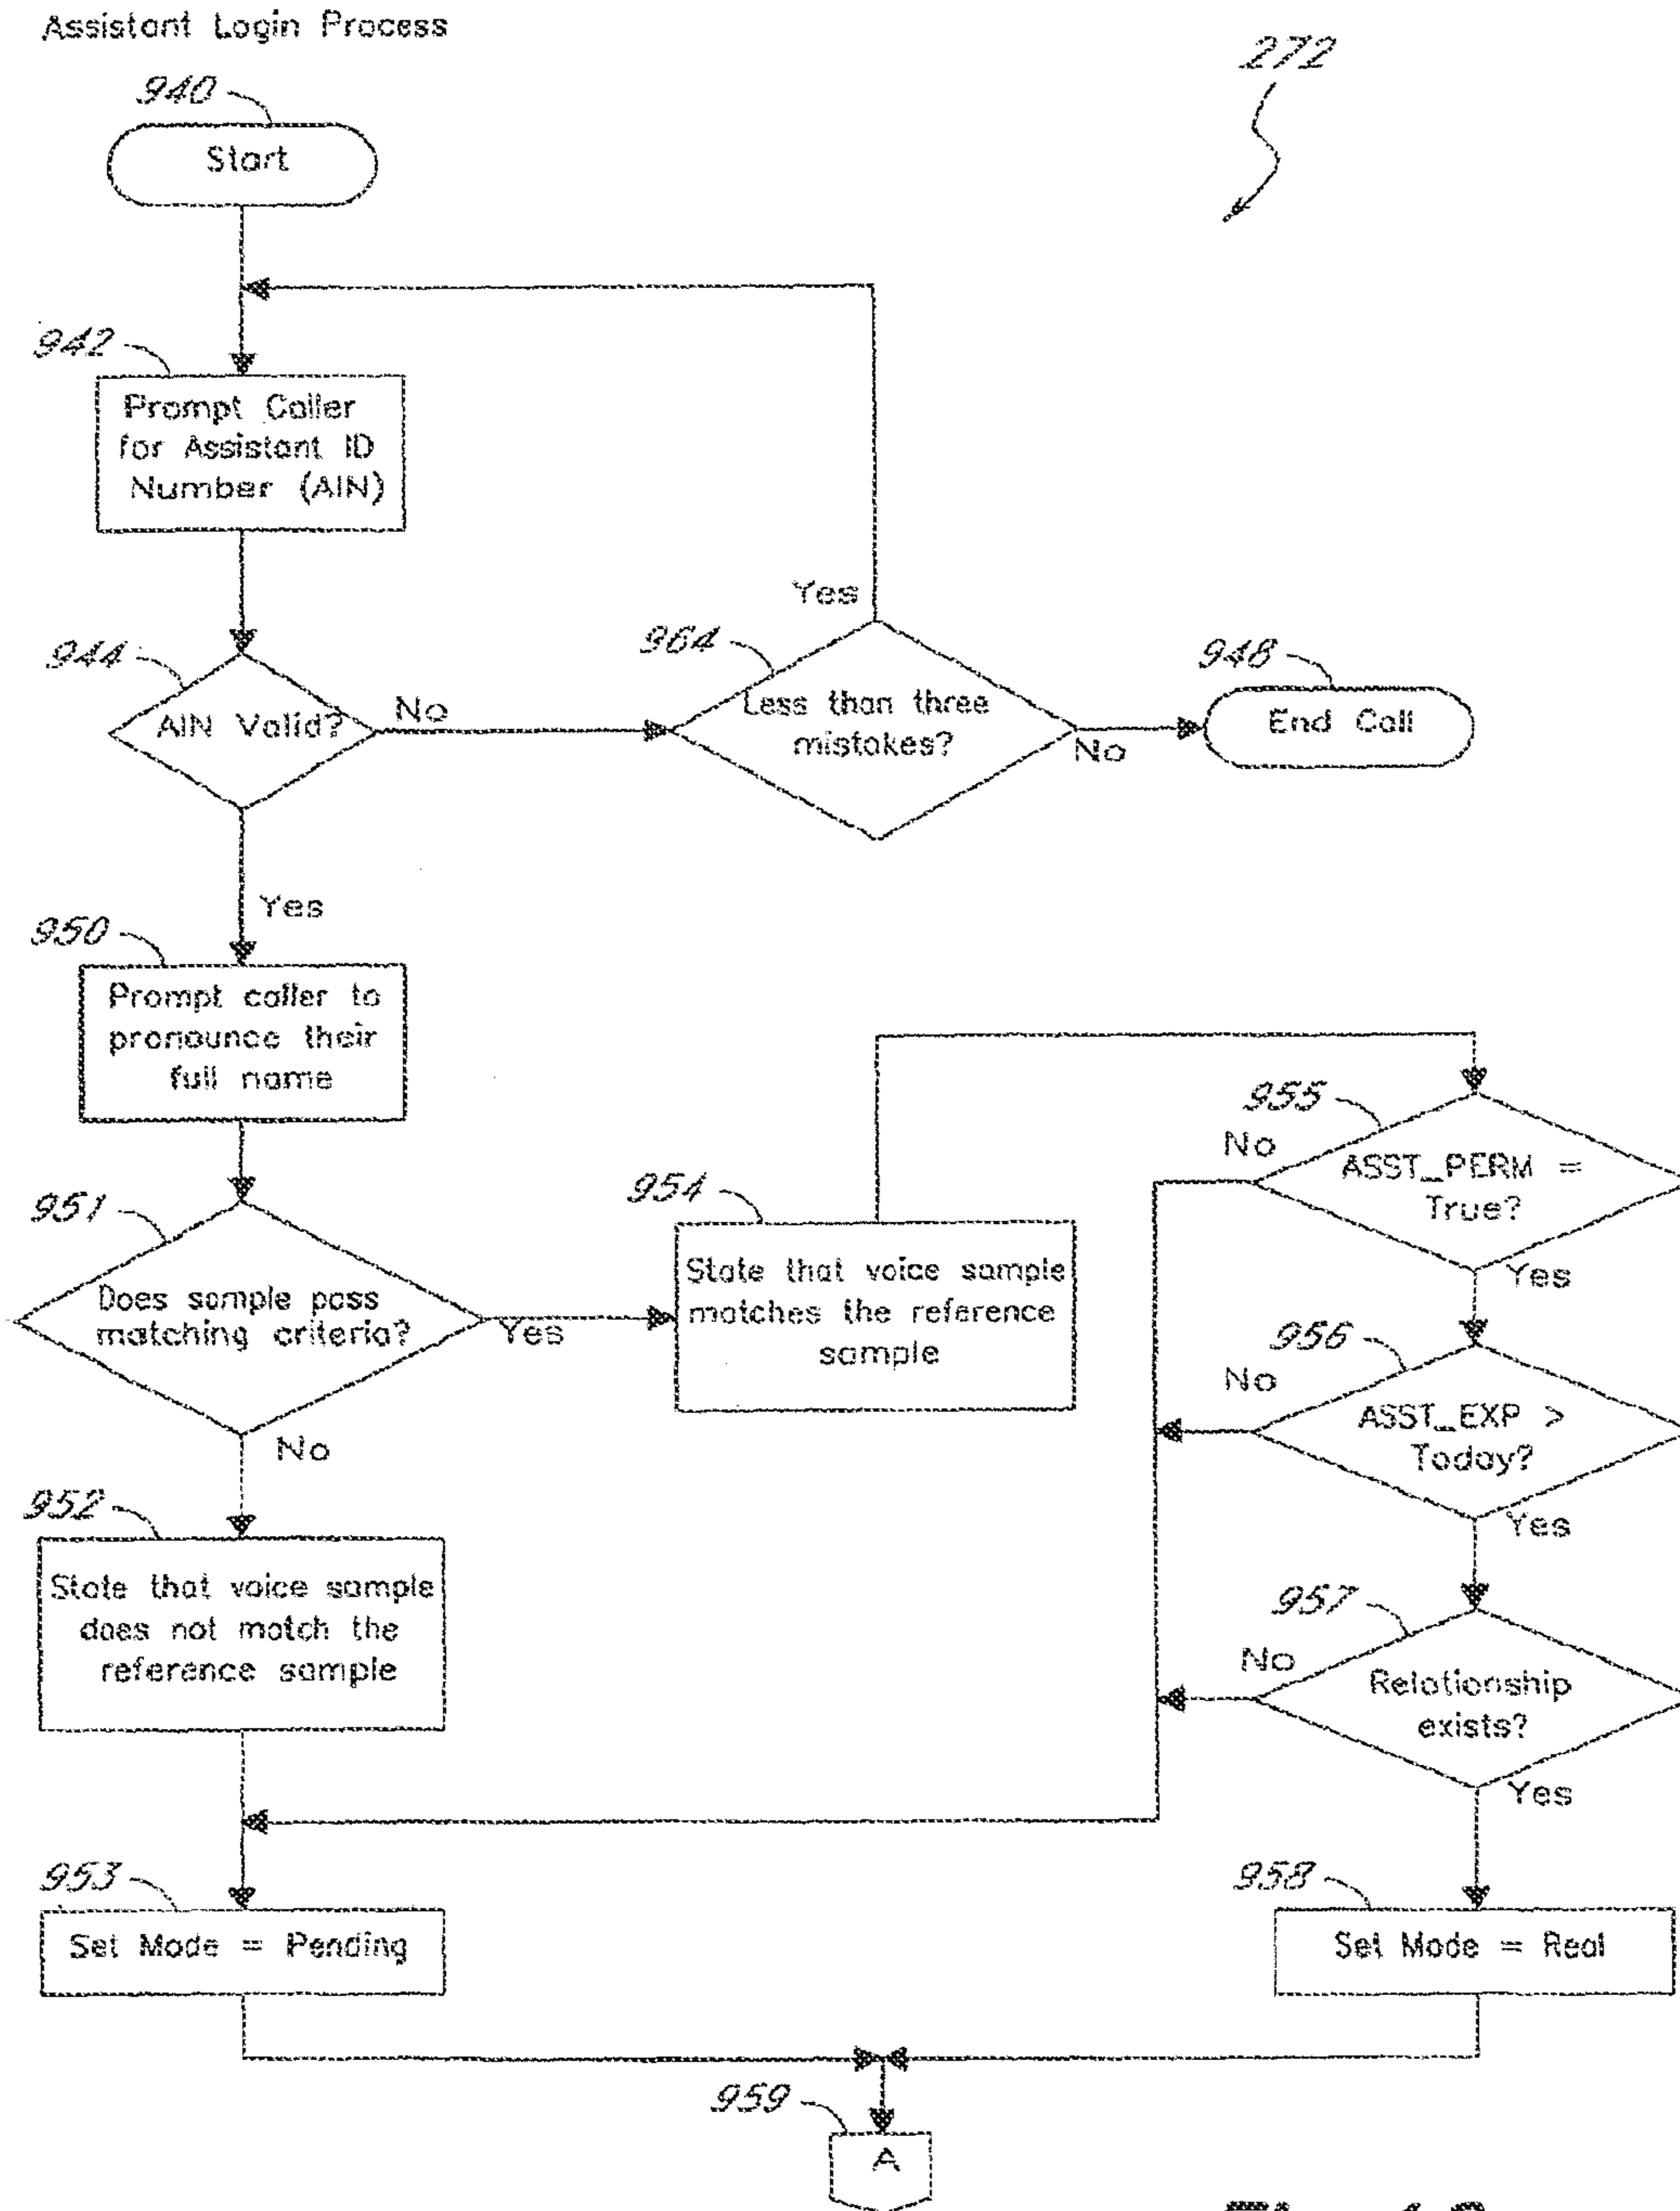 Assistant Login Process
272
940
Start
942
Prompt Caller
for Assistant ID
Number (AIN)
Yes
944
AIN Valid?
No
964
Less than three
mistakes?
No
948
End Call
Yes
950
Prompt caller to
pronounce their
full name
951
Does sample pass
matching criteria?
Yes
954
State that voice sample
matches the reference
sample
955
No
ASST_PERM =
True?
Yes
956
No
ASST_EXP >
Today?
Yes
957
No
Relationship
exists?
Yes
No
952
State that voice sample
does not match the
reference sample
953
Set Mode = Pending
958
Set Mode = Real
959
A